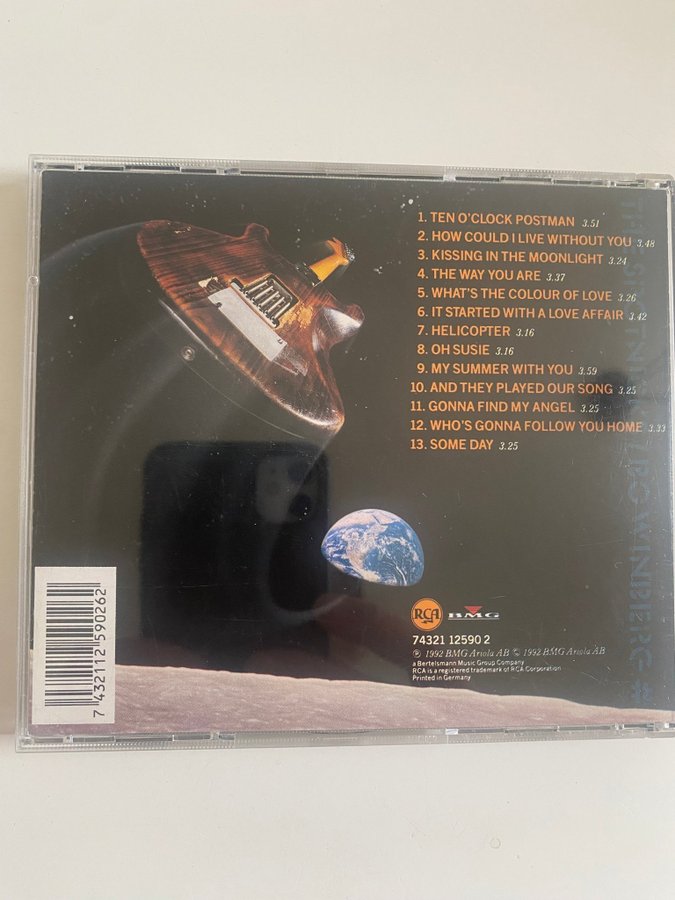 1. TEN O'CLOCK POSTMAN 3.51
2. HOW COULD I LIVE WITHOUT YOU 3.48
3. KISSING IN THE MOONLIGHT 3.24
4. THE WAY YOU ARE 3.37
5. WHAT'S THE COLOUR OF LOVE 3.26
6. IT STARTED WITH A LOVE AFFAIR 3.42
7. HELICOPTER 3.16
8. OH SUSIE 3.16
9. MY SUMMER WITH YOU 3.59
10. AND THEY PLAYED OUR SONG 3.25
11. GONNA FIND MY ANGEL 3.25
12. WHO'S GONNA FOLLOW YOU HOME 3.33
13. SOME DAY 3.25
RCA BMG
74321 12590 2
℗ 1992 BMG Ariola AB © 1992 BMG Ariola AB
a Bertelsmann Music Group Company
RCA is a registered trademark of RCA Corporation
Printed in Germany
7 432112 590262